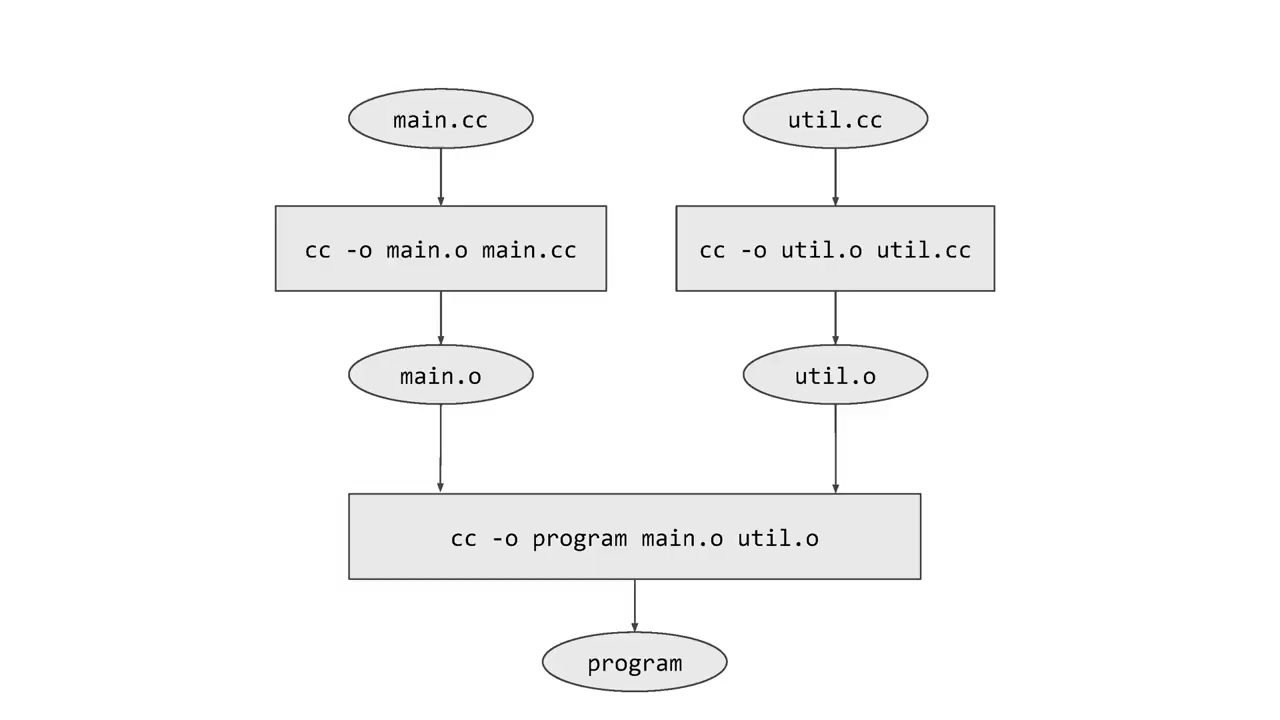 main.cc
util.cc
cc -o main.o main.cc
cc -o util.o util.cc
main.o
util.o
cc -o program main.o util.o
program